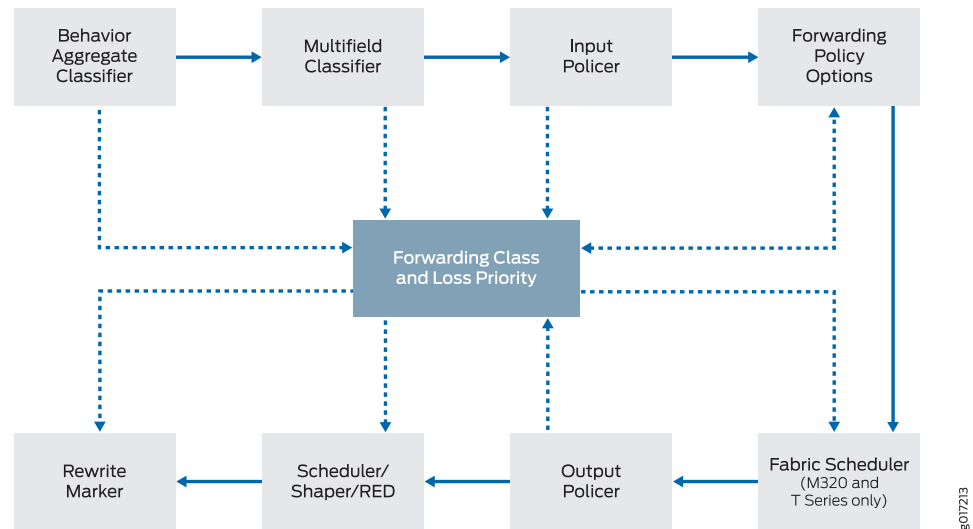 Behavior
Aggregate
Classifier
Multifield
Classifier
Input
Policer
Forwarding
Policy
Options
Forwarding Class
and Loss Priority
Rewrite
Marker
Scheduler/
Shaper/RED
Output
Policer
Fabric Scheduler
(M320 and
T Series only)
g017213